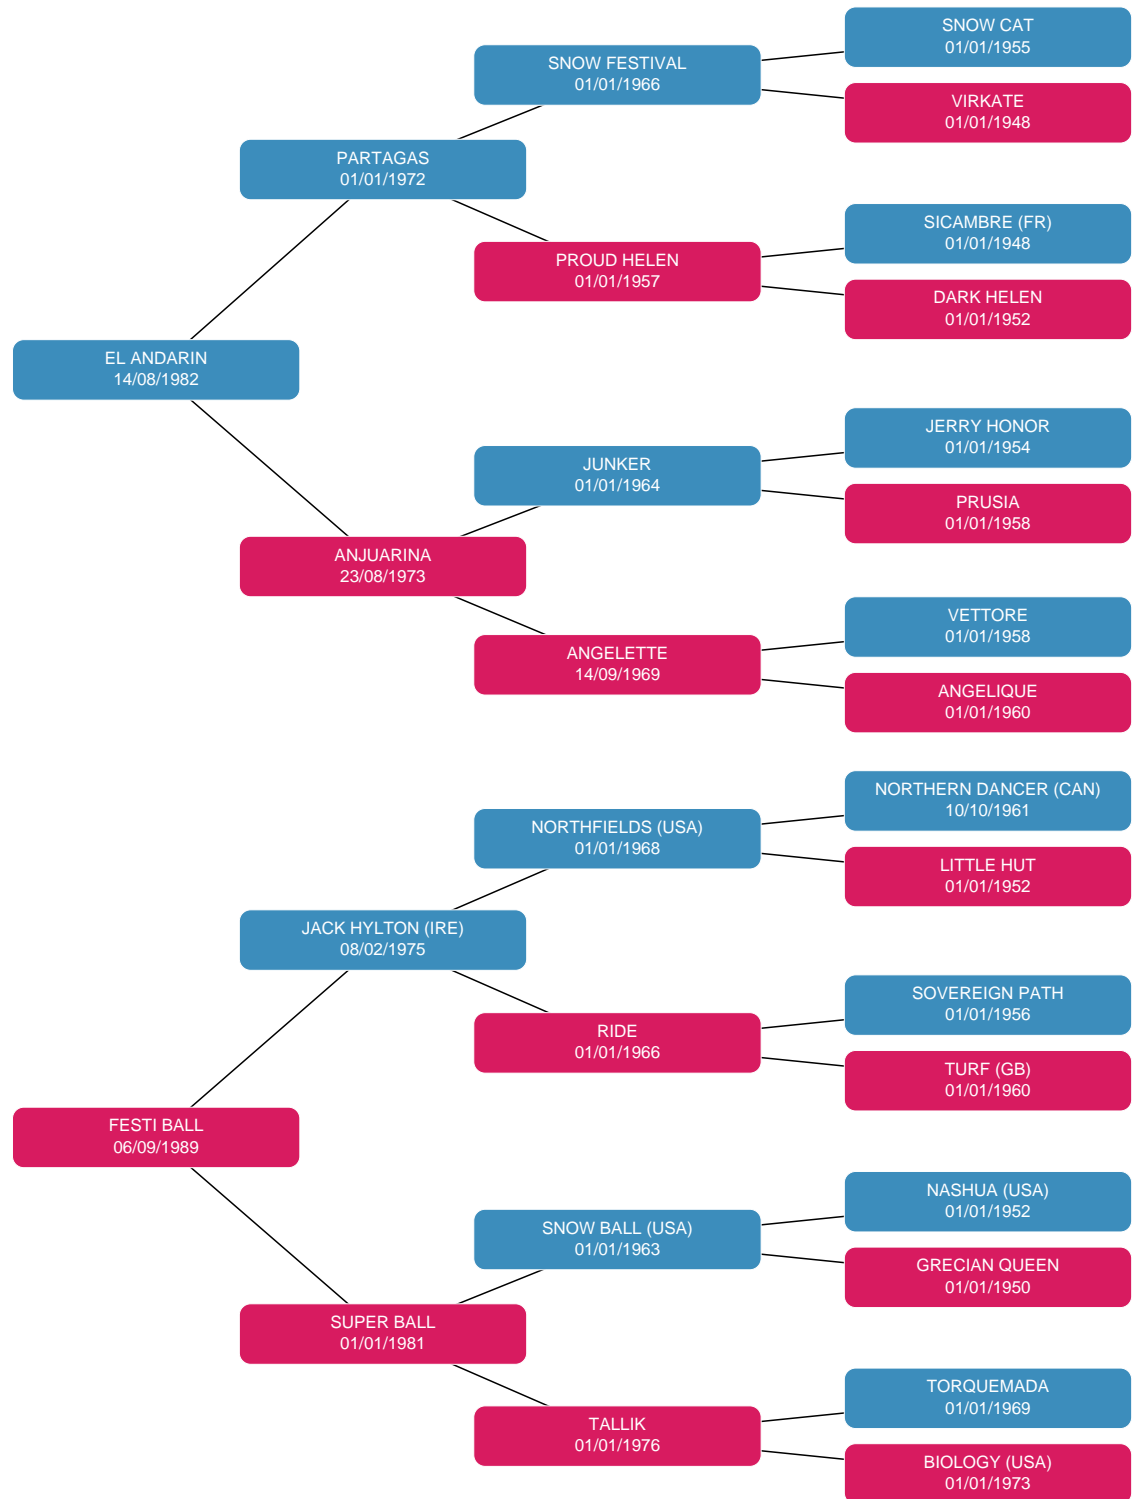 SNOW CAT
01/01/1955
SNOW FESTIVAL
01/01/1966
VIRKATE
01/01/1948
PARTAGAS
01/01/1972
SICAMBRE (FR)
01/01/1948
PROUD HELEN
01/01/1957
DARK HELEN
01/01/1952
EL ANDARIN
14/08/1982
JERRY HONOR
01/01/1954
JUNKER
01/01/1964
PRUSIA
01/01/1958
ANJUARINA
23/08/1973
VETTORE
01/01/1958
ANGELETTE
14/09/1969
ANGELIQUE
01/01/1960
NORTHERN DANCER (CAN)
10/10/1961
NORTHFIELDS (USA)
01/01/1968
LITTLE HUT
01/01/1952
JACK HYLTON (IRE)
08/02/1975
SOVEREIGN PATH
01/01/1956
RIDE
01/01/1966
TURF (GB)
01/01/1960
FESTI BALL
06/09/1989
NASHUA (USA)
01/01/1952
SNOW BALL (USA)
01/01/1963
GRECIAN QUEEN
01/01/1950
SUPER BALL
01/01/1981
TORQUEMADA
01/01/1969
TALLIK
01/01/1976
BIOLOGY (USA)
01/01/1973